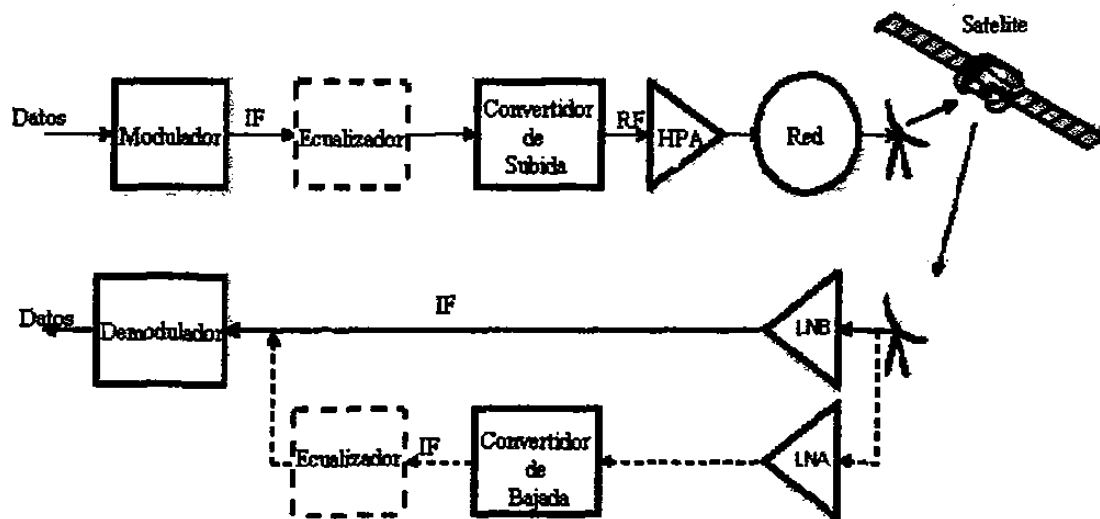 Satelite
Datos
Modulador
IF
Ecualizador
Convertidor
de
Subida
RF
HPA
Red
Datos
Demodulador
IF
LNB
Ecualizador
IF
Convertidor
de
Bajada
LNA